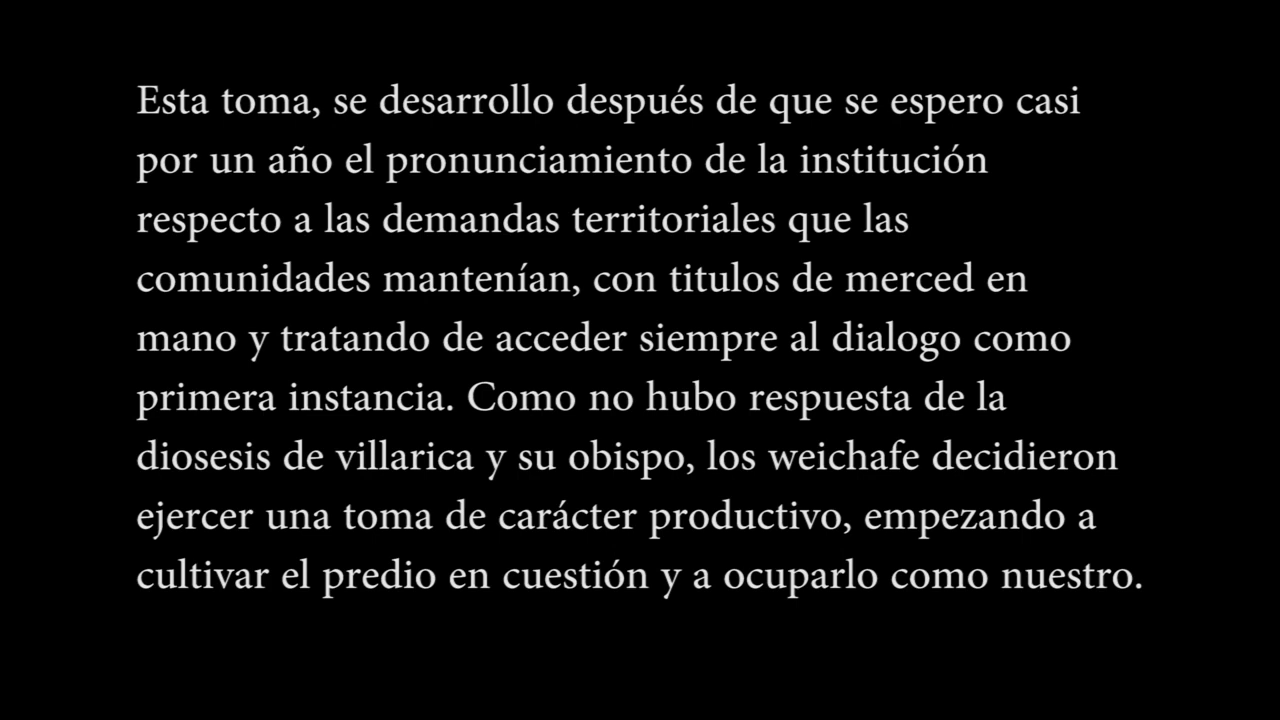 Esta toma, se desarrollo después de que se espero casi
por un año el pronunciamiento de la institución
respecto a las demandas territoriales que las
comunidades mantenían, con titulos de merced en
mano y tratando de acceder siempre al dialogo como
primera instancia. Como no hubo respuesta de la
diosesis de villarica y su obispo, los weichafe decidieron
ejercer una toma de carácter productivo, empezando a
cultivar el predio en cuestión y a ocuparlo como nuestro.